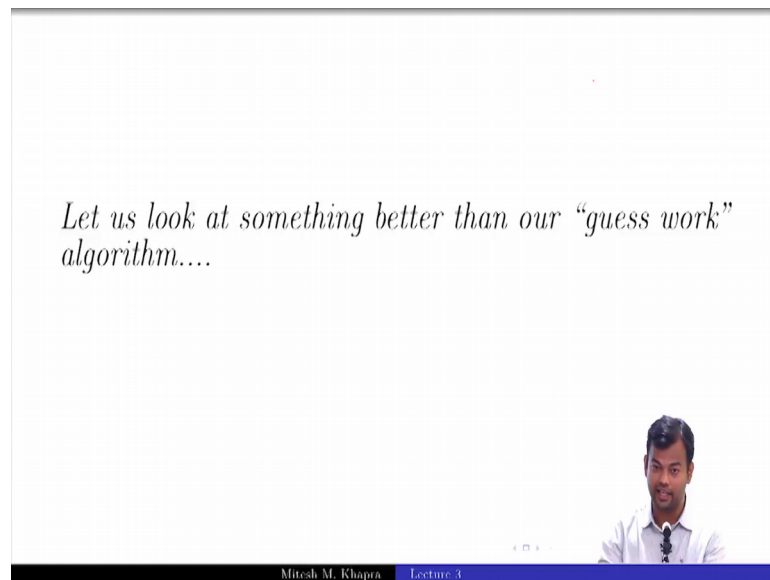 Let us look at something better than our “guess work”
algorithm....
Mitesh M. Khapra Lecture 3